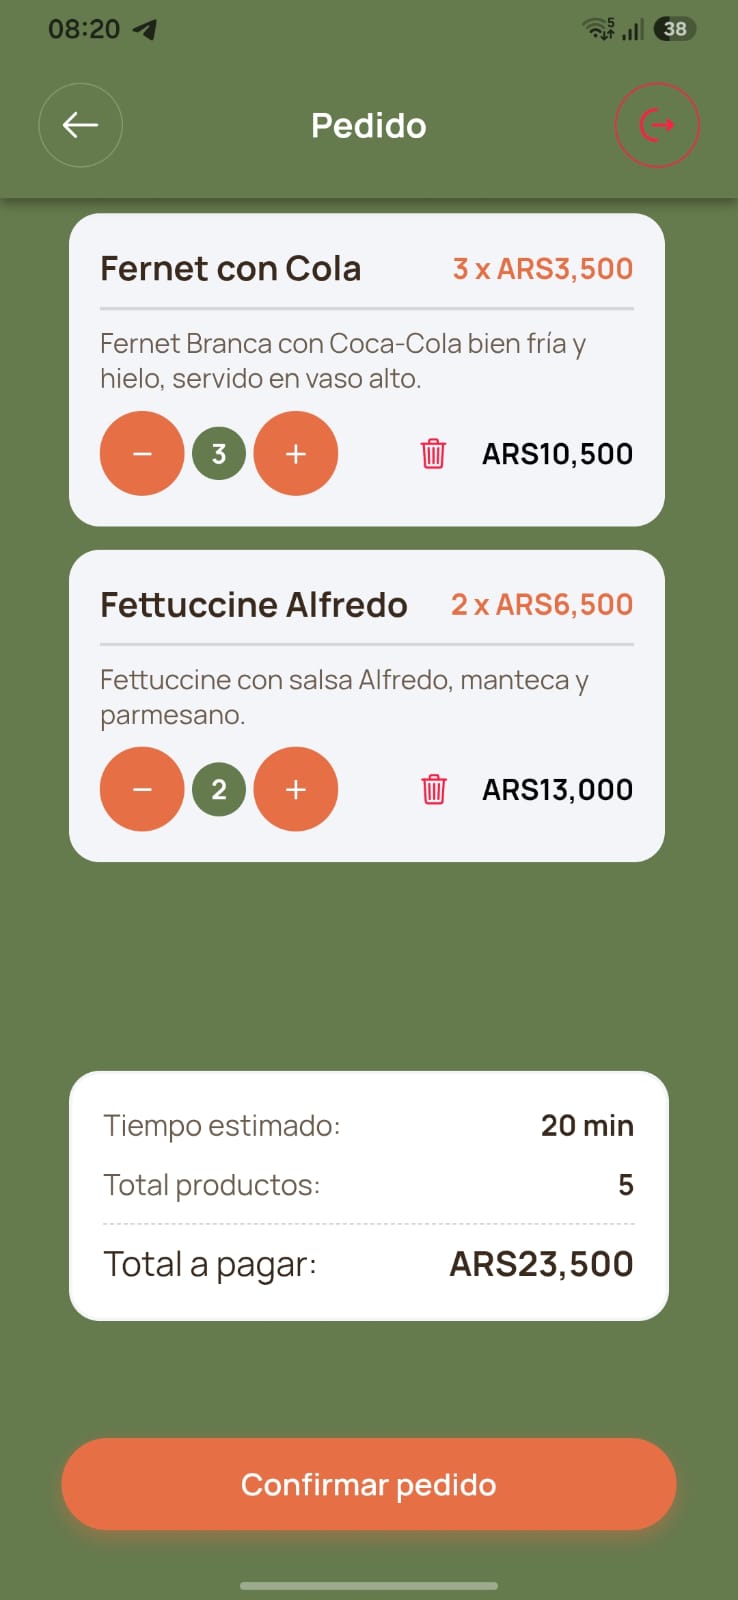 08:20
5
38
Pedido
Fernet con Cola
3 x ARS3,500
Fernet Branca con Coca-Cola bien fría y
hielo, servido en vaso alto.
− 3 +
ARS10,500
Fettuccine Alfredo
2 x ARS6,500
Fettuccine con salsa Alfredo, manteca y
parmesano.
− 2 +
ARS13,000
Tiempo estimado:
20 min
Total productos:
5
Total a pagar:
ARS23,500
Confirmar pedido